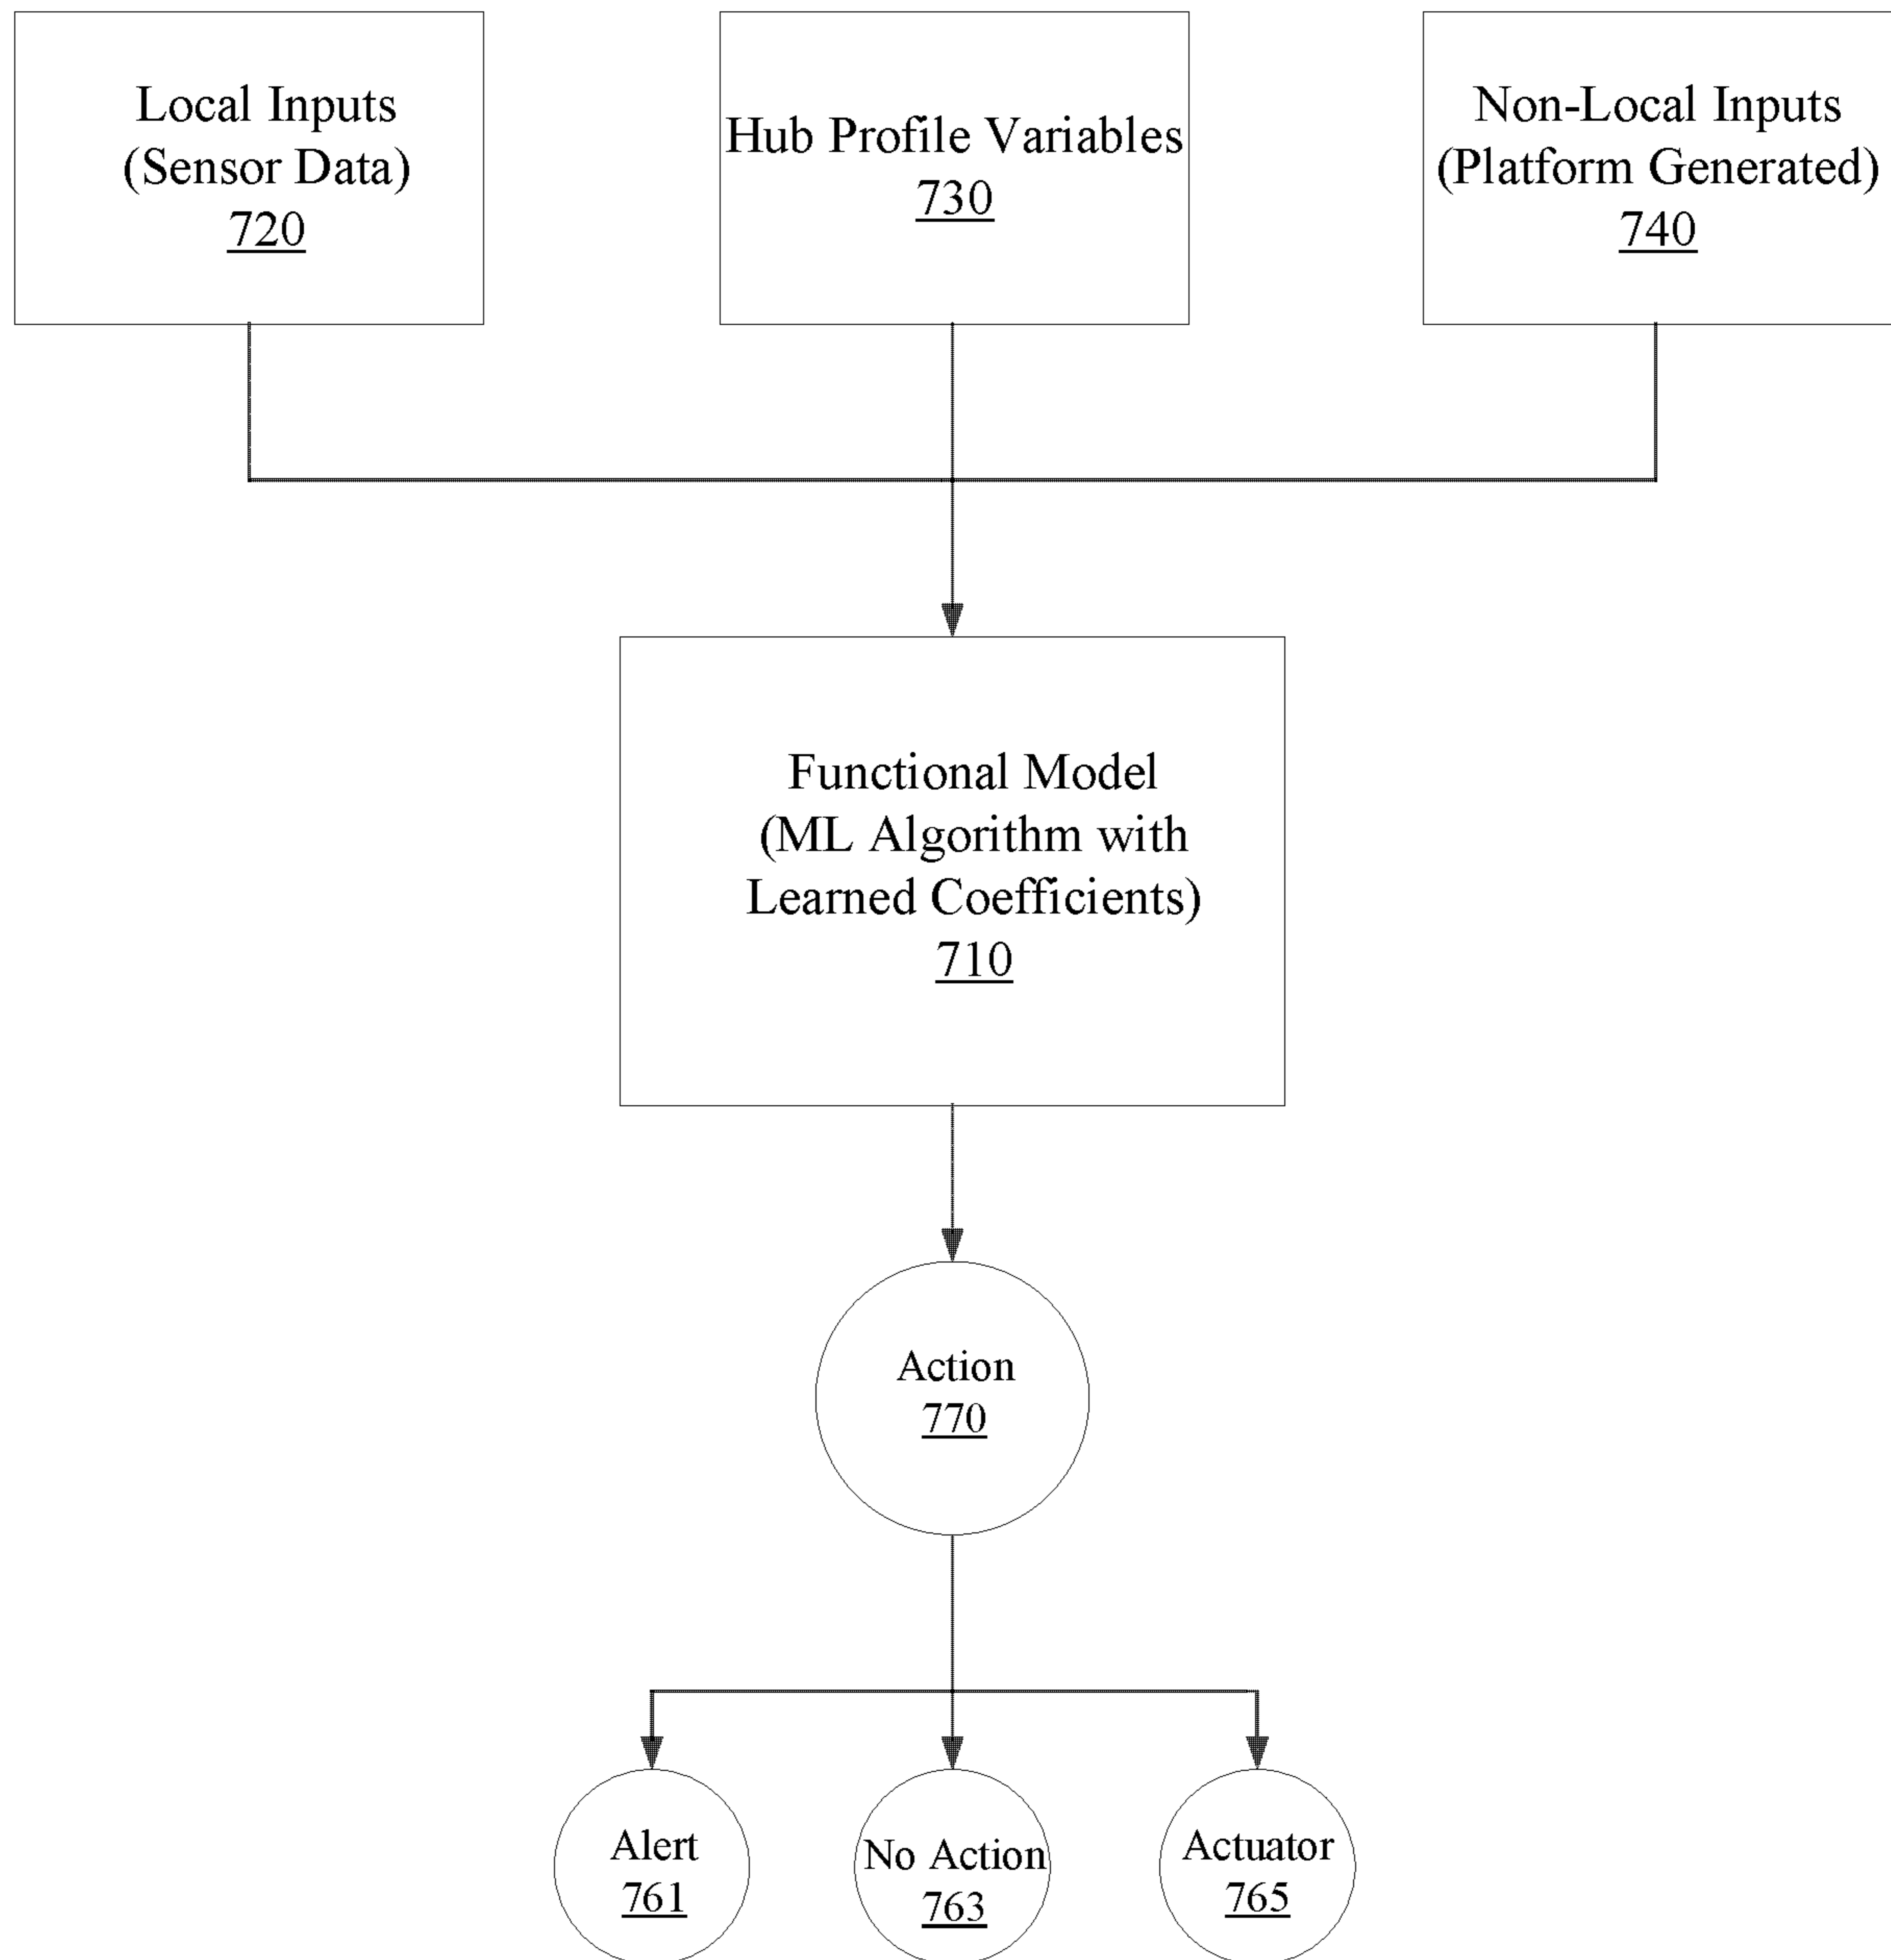 Local Inputs
(Sensor Data)
720
Hub Profile Variables
730
Non-Local Inputs
(Platform Generated)
740
Functional Model
(ML Algorithm with
Learned Coefficients)
710
Action
770
Alert
761
No Action
763
Actuator
765